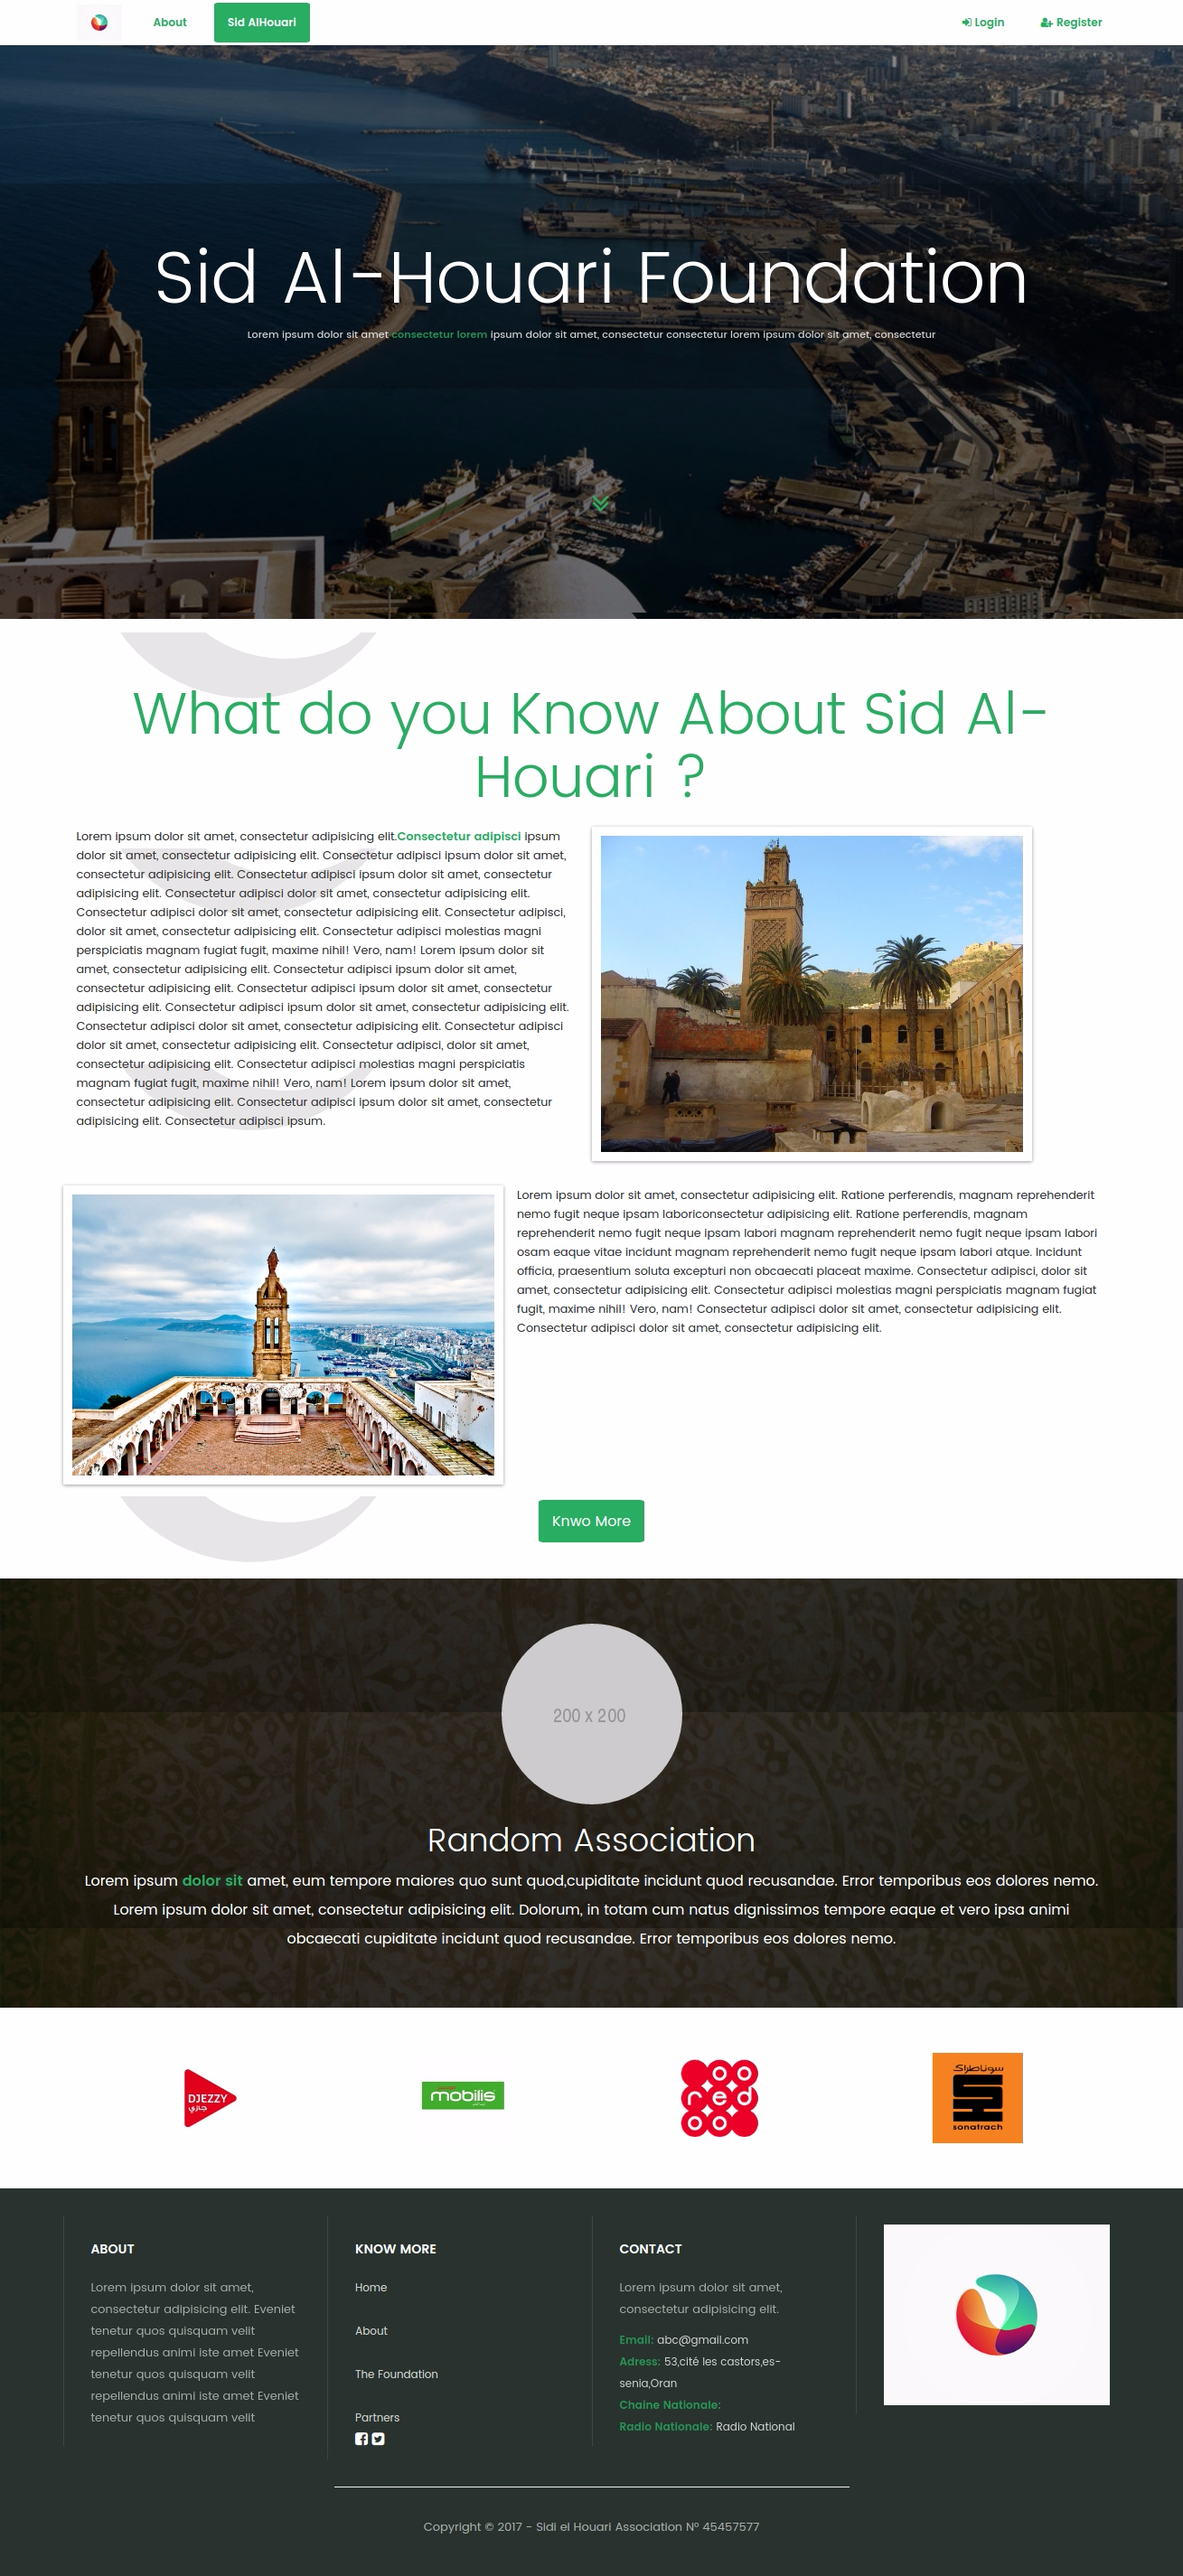 About
Sid AlHouari
Login
Register
Sid Al-Houari Foundation
Lorem ipsum dolor sit amet consectetur lorem ipsum dolor sit amet, consectetur consectetur lorem ipsum dolor sit amet, consectetur
What do you Know About Sid Al-
Houari ?
Lorem ipsum dolor sit amet, consectetur adipisicing elit.Consectetur adipisci ipsum
dolor sit amet, consectetur adipisicing elit. Consectetur adipisci ipsum dolor sit amet,
consectetur adipisicing elit. Consectetur adipisci ipsum dolor sit amet, consectetur
adipisicing elit. Consectetur adipisci dolor sit amet, consectetur adipisicing elit.
Consectetur adipisci dolor sit amet, consectetur adipisicing elit. Consectetur adipisci,
dolor sit amet, consectetur adipisicing elit. Consectetur adipisci molestias magni
perspiciatis magnam fugiat fugit, maxime nihil! Vero, nam! Lorem ipsum dolor sit
amet, consectetur adipisicing elit. Consectetur adipisci ipsum dolor sit amet,
consectetur adipisicing elit. Consectetur adipisci ipsum dolor sit amet, consectetur
adipisicing elit. Consectetur adipisci ipsum dolor sit amet, consectetur adipisicing elit.
Consectetur adipisci dolor sit amet, consectetur adipisicing elit. Consectetur adipisci
dolor sit amet, consectetur adipisicing elit. Consectetur adipisci, dolor sit amet,
consectetur adipisicing elit. Consectetur adipisci molestias magni perspiciatis
magnam fugiat fugit, maxime nihil! Vero, nam! Lorem ipsum dolor sit amet,
consectetur adipisicing elit. Consectetur adipisci ipsum dolor sit amet, consectetur
adipisicing elit. Consectetur adipisci ipsum.
Lorem ipsum dolor sit amet, consectetur adipisicing elit. Ratione perferendis, magnam reprehenderit
nemo fugit neque ipsam laboriconsectetur adipisicing elit. Ratione perferendis, magnam
reprehenderit nemo fugit neque ipsam labori magnam reprehenderit nemo fugit neque ipsam labori
osam eaque vitae incidunt magnam reprehenderit nemo fugit neque ipsam labori atque. Incidunt
officia, praesentium soluta excepturi non obcaecati placeat maxime. Consectetur adipisci, dolor sit
amet, consectetur adipisicing elit. Consectetur adipisci molestias magni perspiciatis magnam fugiat
fugit, maxime nihil! Vero, nam! Consectetur adipisci dolor sit amet, consectetur adipisicing elit.
Consectetur adipisci dolor sit amet, consectetur adipisicing elit.
Knwo More
200 x 200
Random Association
Lorem ipsum dolor sit amet, eum tempore maiores quo sunt quod,cupiditate incidunt quod recusandae. Error temporibus eos dolores nemo.
Lorem ipsum dolor sit amet, consectetur adipisicing elit. Dolorum, in totam cum natus dignissimos tempore eaque et vero ipsa animi
obcaecati cupiditate incidunt quod recusandae. Error temporibus eos dolores nemo.
DJEZZY
جازي
mobilis
ooredoo
سوناطراك
sonatrach
ABOUT
Lorem ipsum dolor sit amet,
consectetur adipisicing elit. Eveniet
tenetur quos quisquam velit
repellendus animi iste amet Eveniet
tenetur quos quisquam velit
repellendus animi iste amet Eveniet
tenetur quos quisquam velit
KNOW MORE
Home
About
The Foundation
Partners
CONTACT
Lorem ipsum dolor sit amet,
consectetur adipisicing elit.
Email: abc@gmail.com
Adress: 53,cité les castors,es-
senia,Oran
Chaine Nationale:
Radio Nationale: Radio National
Copyright © 2017 - Sidi el Houari Association N° 45457577